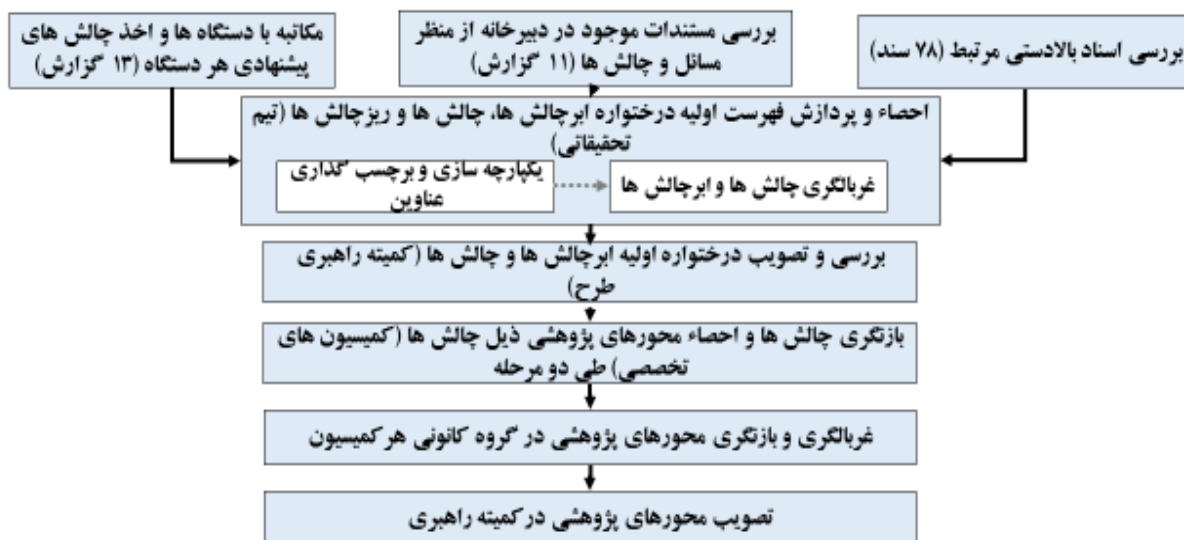 بررسی اسناد بالادستی مرتبط (۷۸ سند)
بررسی مستندات موجود در دبیرخانه از منظر
مسائل و چالش ها (۱۱ گزارش)
مکاتبه با دستگاه ها و اخذ چالش های
پیشنهادی هر دستگاه (۱۳ گزارش)
احصاء و پردازش فهرست اولیه درختواره ابرچالش ها، چالش ها و ریزچالش ها (تیم
تحقیقاتی)
یکپارچه سازی و برچسب گذاری
عناوین
غربالگری چالش ها و ابرچالش ها
بررسی و تصویب درختواره اولیه ابرچالش ها و چالش ها (کمیته راهبری
طرح)
بازنگری چالش ها و احصاء محورهای پژوهشی ذیل چالش ها (کمیسیون های
تخصصی) طی دو مرحله
غربالگری و بازنگری محورهای پژوهشی در گروه کانونی هر کمیسیون
تصویب محورهای پژوهشی در کمیته راهبری